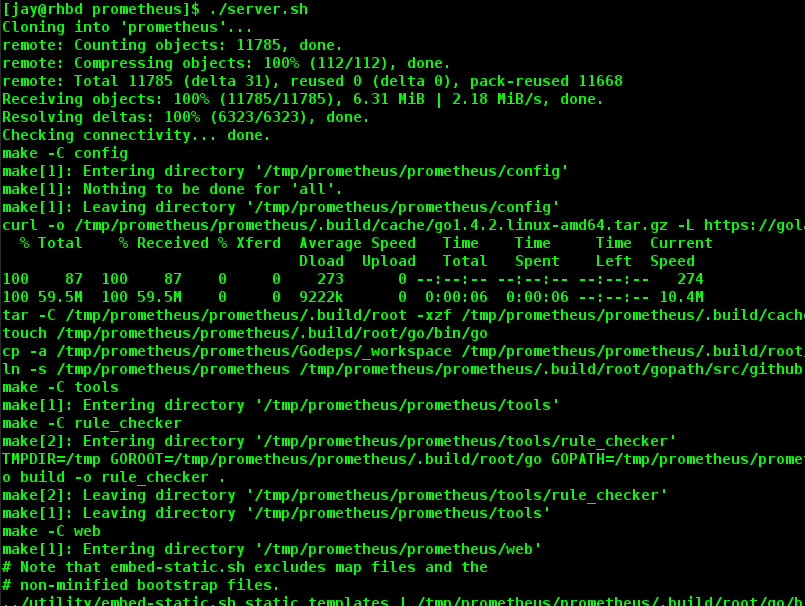 [jay@rhbd prometheus]$ ./server.sh
Cloning into 'prometheus'...
remote: Counting objects: 11785, done.
remote: Compressing objects: 100% (112/112), done.
remote: Total 11785 (delta 31), reused 0 (delta 0), pack-reused 11668
Receiving objects: 100% (11785/11785), 6.31 MiB | 2.18 MiB/s, done.
Resolving deltas: 100% (6323/6323), done.
Checking connectivity... done.
make -C config
make[1]: Entering directory '/tmp/prometheus/prometheus/config'
make[1]: Nothing to be done for 'all'.
make[1]: Leaving directory '/tmp/prometheus/prometheus/config'
curl -o /tmp/prometheus/prometheus/.build/cache/go1.4.2.linux-amd64.tar.gz -L https://gola
  % Total    % Received % Xferd  Average Speed   Time    Time     Time  Current
                                 Dload  Upload   Total   Spent    Left  Speed
100    87  100    87    0     0    273      0 --:--:-- --:--:-- --:--:--   274
100 59.5M  100 59.5M    0     0  9222k      0  0:00:06  0:00:06 --:--:-- 10.4M
tar -C /tmp/prometheus/prometheus/.build/root -xzf /tmp/prometheus/prometheus/.build/cache
touch /tmp/prometheus/prometheus/.build/root/go/bin/go
cp -a /tmp/prometheus/prometheus/Godeps/_workspace /tmp/prometheus/prometheus/.build/root/
ln -s /tmp/prometheus/prometheus /tmp/prometheus/prometheus/.build/root/gopath/src/github
make -C tools
make[1]: Entering directory '/tmp/prometheus/prometheus/tools'
make -C rule_checker
make[2]: Entering directory '/tmp/prometheus/prometheus/tools/rule_checker'
TMPDIR=/tmp GOROOT=/tmp/prometheus/prometheus/.build/root/go GOPATH=/tmp/prometheus/promet
o build -o rule_checker .
make[2]: Leaving directory '/tmp/prometheus/prometheus/tools/rule_checker'
make[1]: Leaving directory '/tmp/prometheus/prometheus/tools'
make -C web
make[1]: Entering directory '/tmp/prometheus/prometheus/web'
# Note that embed-static.sh excludes map files and the
# non-minified bootstrap files.
../utility/embed-static.sh static templates | /tmp/prometheus/prometheus/.build/root/go/b